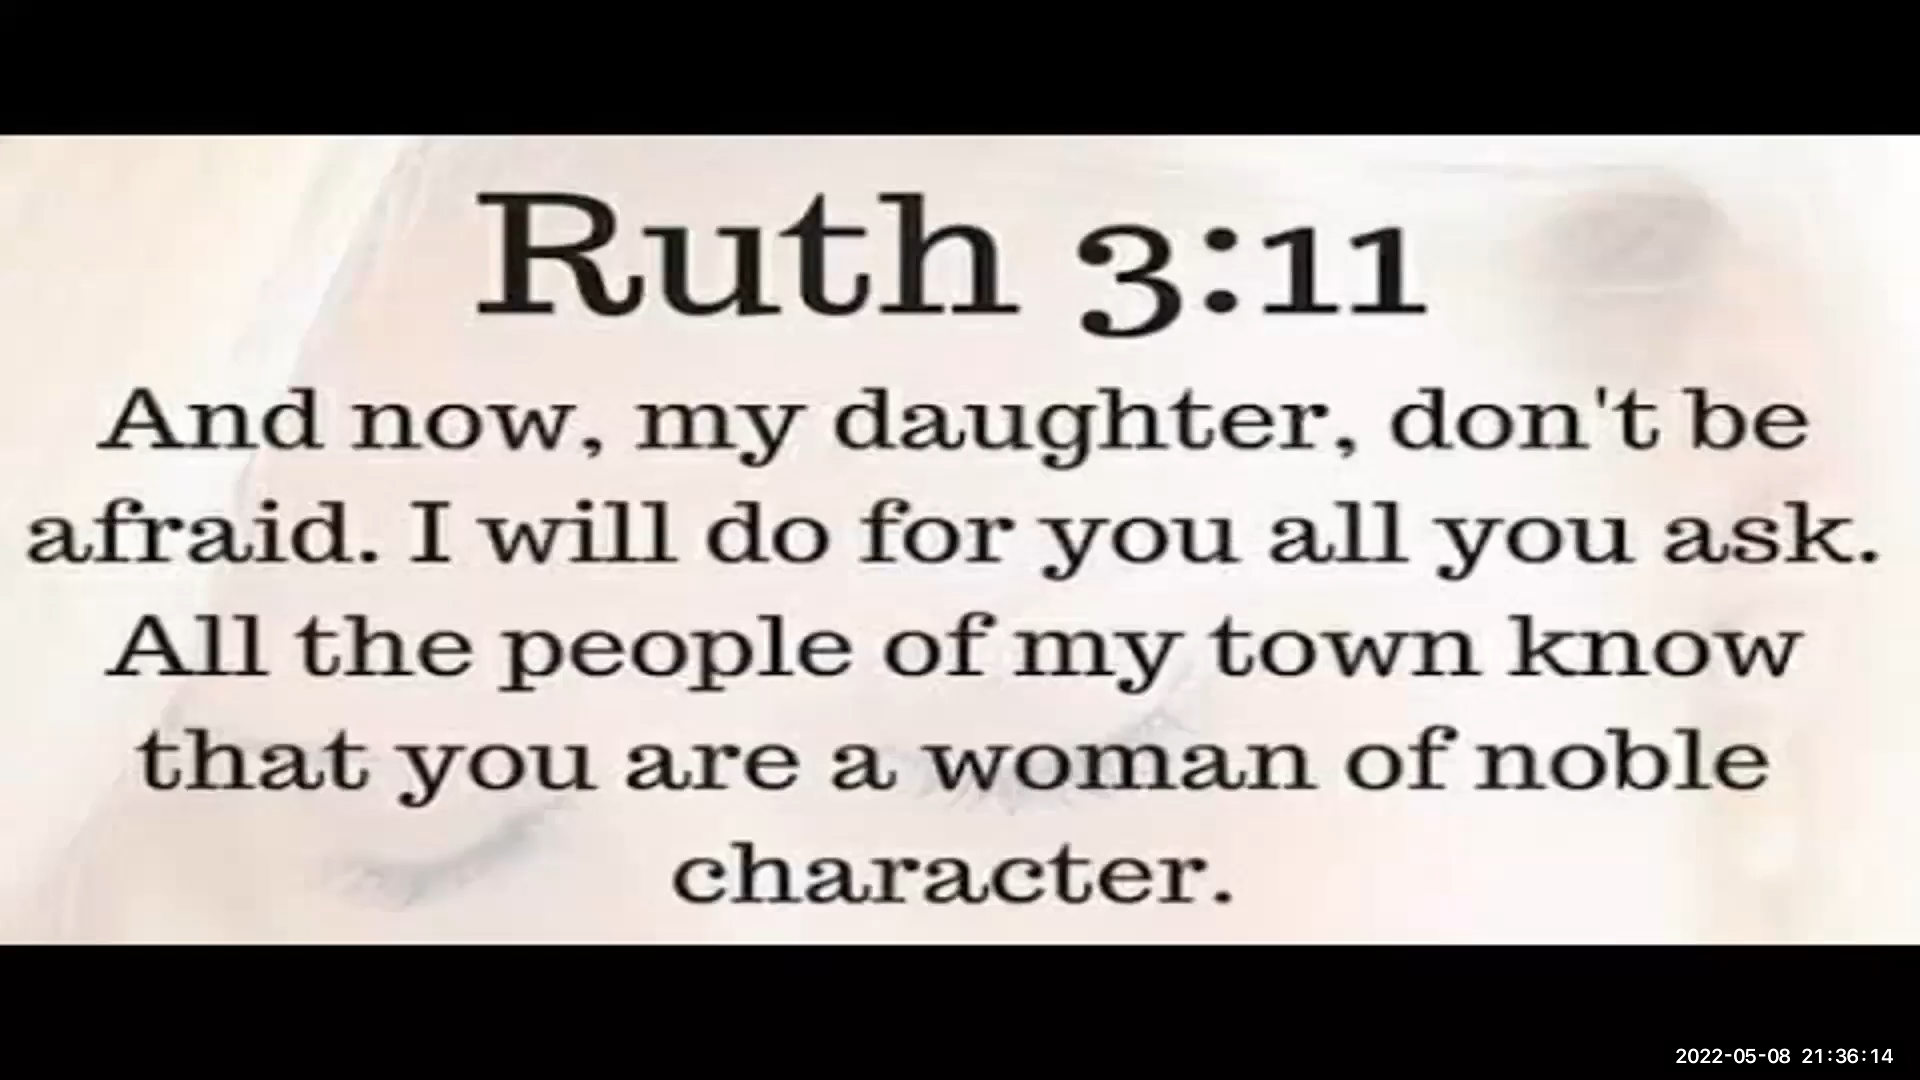 Ruth 3:11
And now, my daughter, don't be
afraid. I will do for you all you ask.
All the people of my town know
that you are a woman of noble
character.
2022-05-08 21:36:14